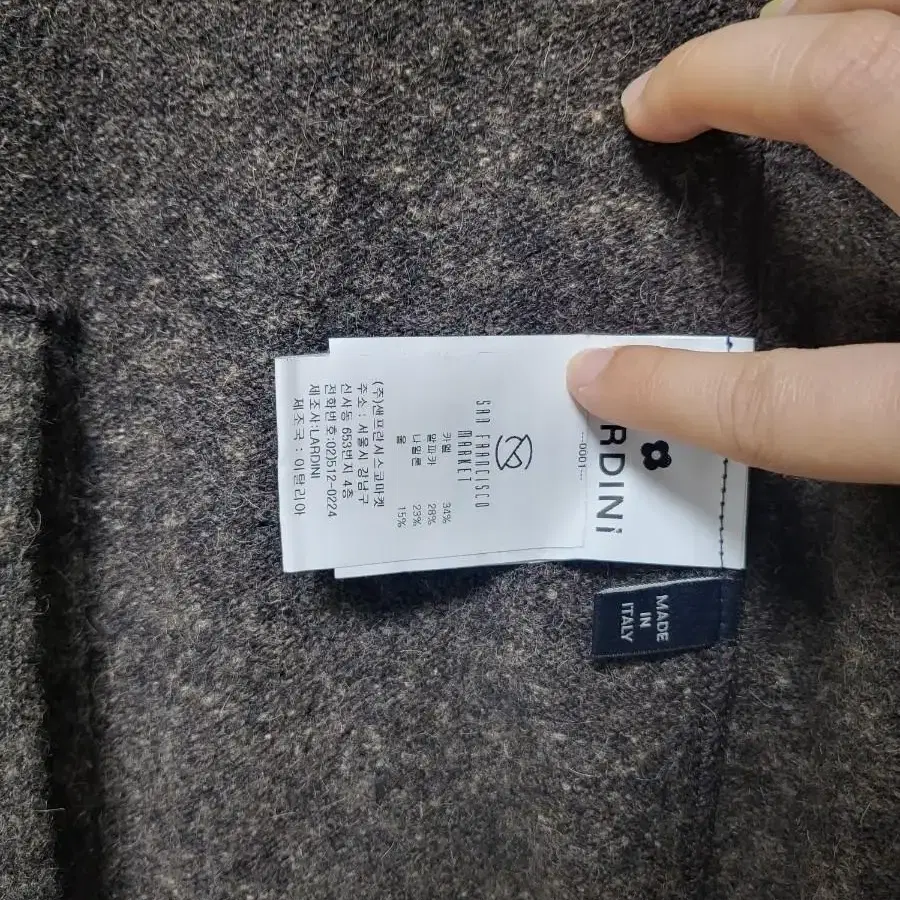 RDINI
---0001---
SAN FRANCISCO
MARKET
카멜 34%
알파카 28%
나일론 23%
울 15%
(주)샌프란시스코마켓
주소 : 서울시 강남구
신사동 653번지 4층
전화번호:02)512-0224
제조사:LARDINI
제조국 : 이탈리아
MADE
IN
ITALY